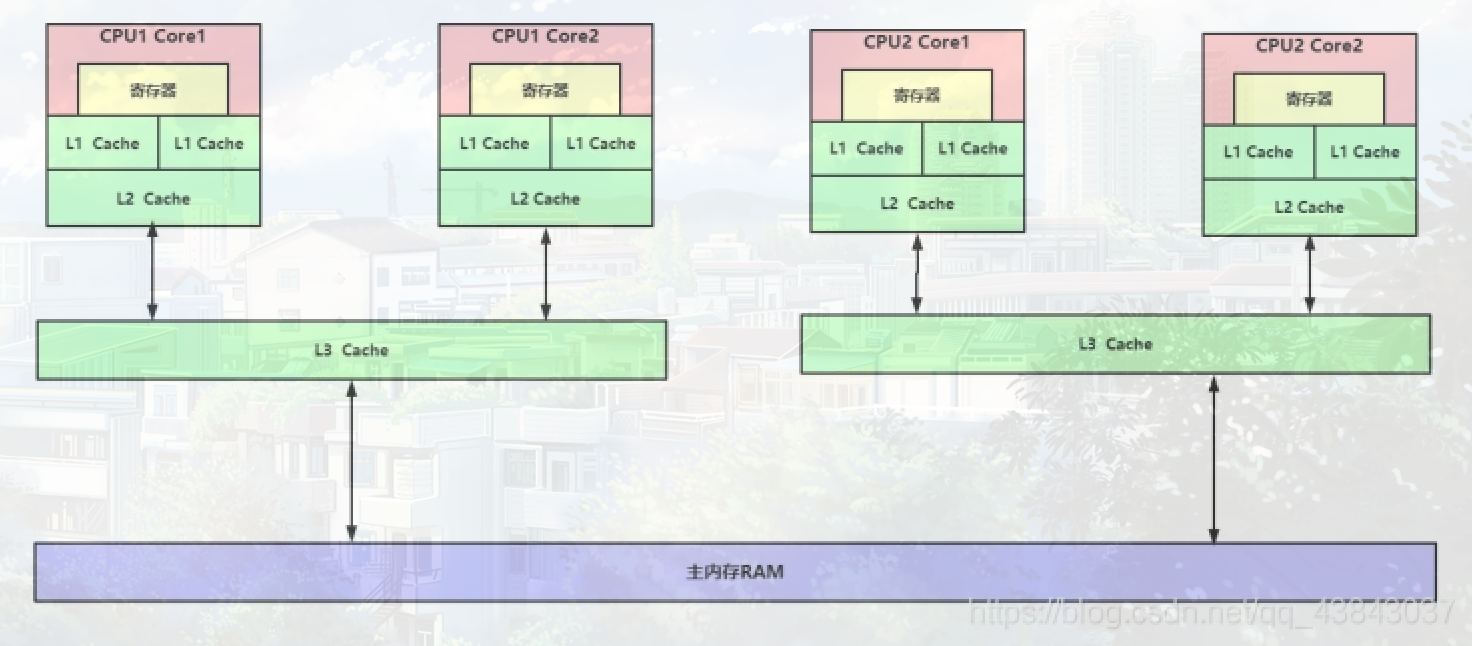 CPU1 Core1
CPU1 Core2
CPU2 Core1
CPU2 Core2
寄存器
寄存器
寄存器
寄存器
L1 Cache
L1 Cache
L1 Cache
L1 Cache
L1 Cache
L1 Cache
L1 Cache
L1 Cache
L2 Cache
L2 Cache
L2 Cache
L2 Cache
L3 Cache
L3 Cache
主内存RAM
https://blog.csdn.net/qq_43843037